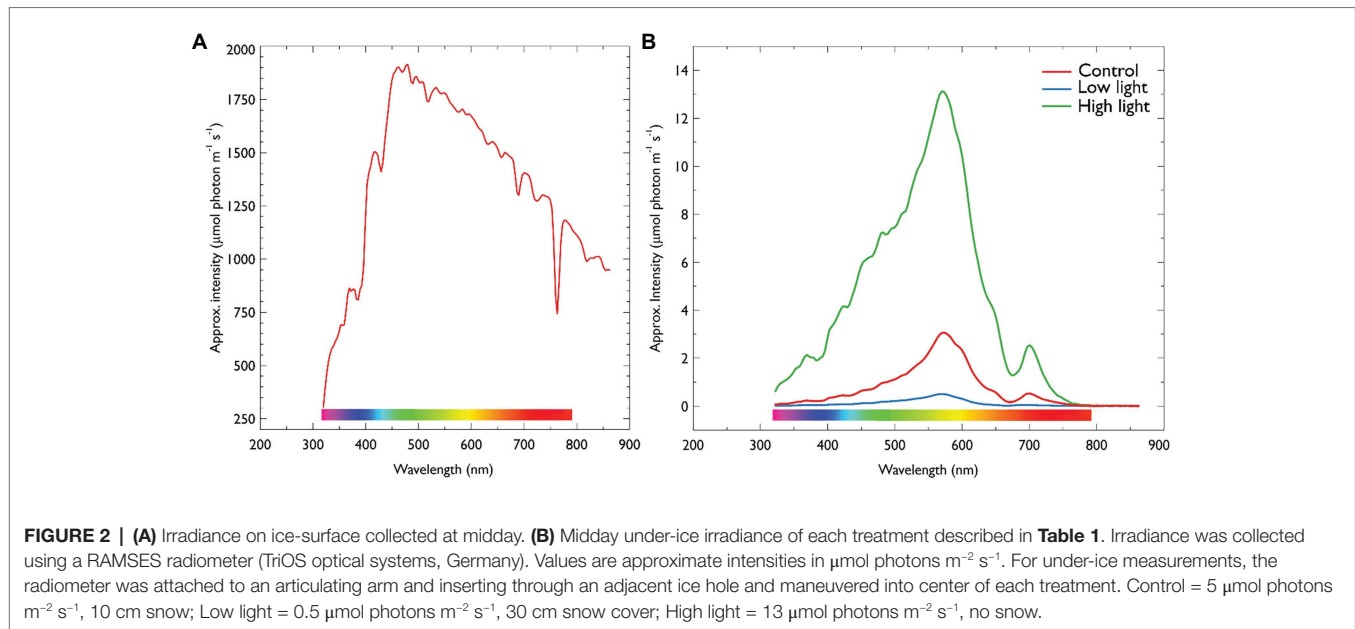 A
Approx. intensity (μmol photon m⁻¹ s⁻¹)
2000
1750
1500
1250
1000
750
500
250
200 300 400 500 600 700 800 900
Wavelength (nm)
B
Approx. Intensity (μmol photon m⁻¹ s⁻¹)
14
12
10
8
6
4
2
0
Control
Low light
High light
200 300 400 500 600 700 800 900
Wavelength (nm)
FIGURE 2 | (A) Irradiance on ice-surface collected at midday. (B) Midday under-ice irradiance of each treatment described in Table 1. Irradiance was collected
using a RAMSES radiometer (TriOS optical systems, Germany). Values are approximate intensities in μmol photons m⁻² s⁻¹. For under-ice measurements, the
radiometer was attached to an articulating arm and inserting through an adjacent ice hole and maneuvered into center of each treatment. Control = 5 μmol photons
m⁻² s⁻¹, 10 cm snow; Low light = 0.5 μmol photons m⁻² s⁻¹, 30 cm snow cover; High light = 13 μmol photons m⁻² s⁻¹, no snow.